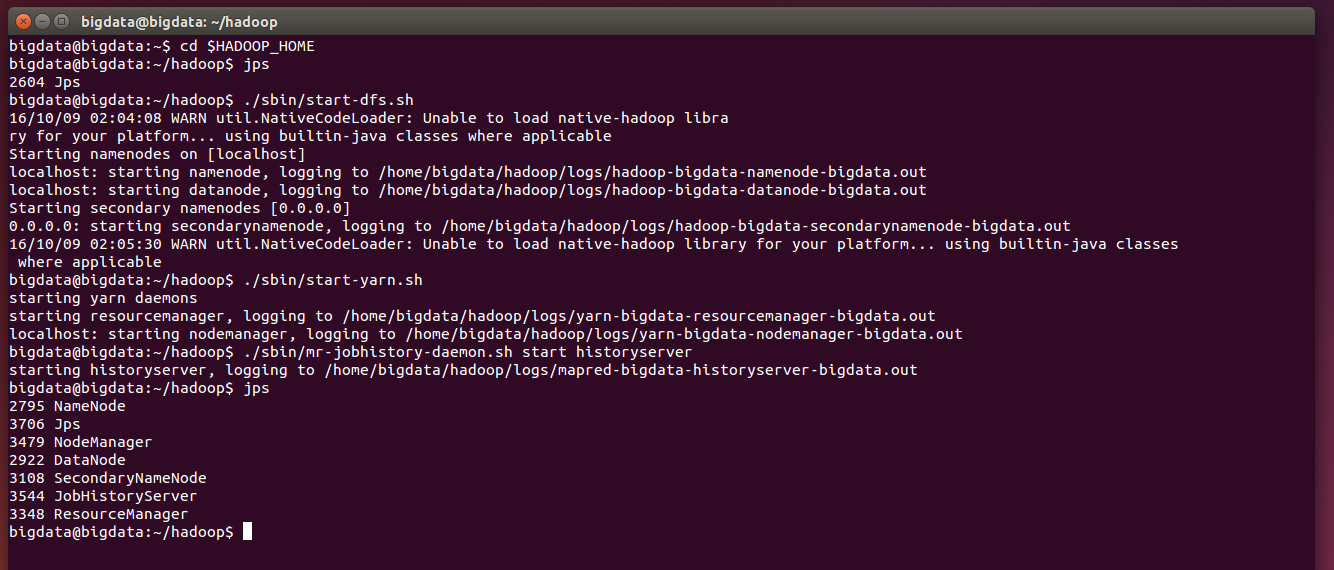 bigdata@bigdata: ~/hadoop
bigdata@bigdata:~$ cd $HADOOP_HOME
bigdata@bigdata:~/hadoop$ jps
2604 Jps
bigdata@bigdata:~/hadoop$ ./sbin/start-dfs.sh
16/10/09 02:04:08 WARN util.NativeCodeLoader: Unable to load native-hadoop libra
ry for your platform... using builtin-java classes where applicable
Starting namenodes on [localhost]
localhost: starting namenode, logging to /home/bigdata/hadoop/logs/hadoop-bigdata-namenode-bigdata.out
localhost: starting datanode, logging to /home/bigdata/hadoop/logs/hadoop-bigdata-datanode-bigdata.out
Starting secondary namenodes [0.0.0.0]
0.0.0.0: starting secondarynamenode, logging to /home/bigdata/hadoop/logs/hadoop-bigdata-secondarynamenode-bigdata.out
16/10/09 02:05:30 WARN util.NativeCodeLoader: Unable to load native-hadoop library for your platform... using builtin-java classes
 where applicable
bigdata@bigdata:~/hadoop$ ./sbin/start-yarn.sh
starting yarn daemons
starting resourcemanager, logging to /home/bigdata/hadoop/logs/yarn-bigdata-resourcemanager-bigdata.out
localhost: starting nodemanager, logging to /home/bigdata/hadoop/logs/yarn-bigdata-nodemanager-bigdata.out
bigdata@bigdata:~/hadoop$ ./sbin/mr-jobhistory-daemon.sh start historyserver
starting historyserver, logging to /home/bigdata/hadoop/logs/mapred-bigdata-historyserver-bigdata.out
bigdata@bigdata:~/hadoop$ jps
2795 NameNode
3706 Jps
3479 NodeManager
2922 DataNode
3108 SecondaryNameNode
3544 JobHistoryServer
3348 ResourceManager
bigdata@bigdata:~/hadoop$